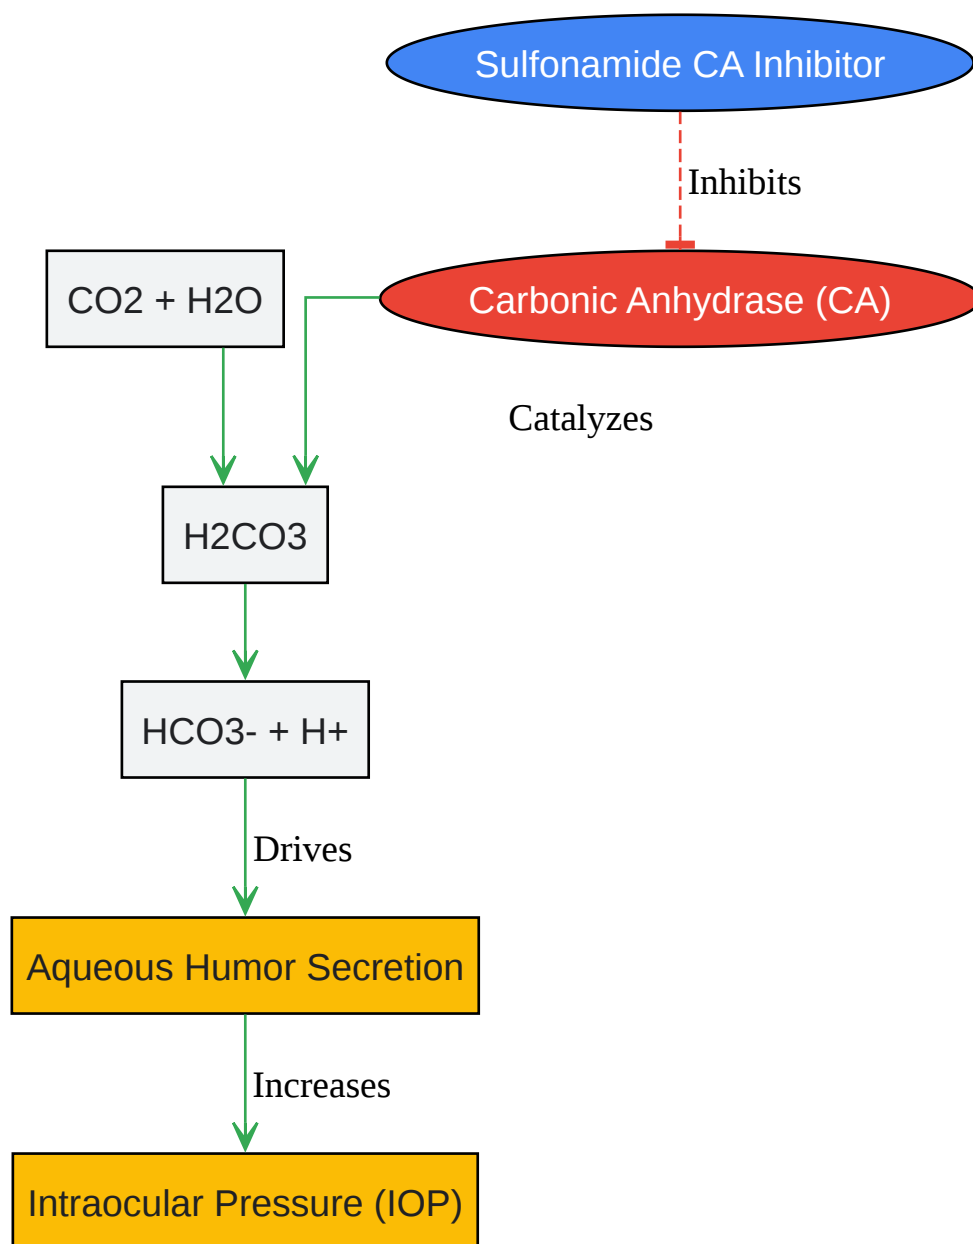 Sulfonamide CA Inhibitor
Inhibits
CO2 + H2O
Carbonic Anhydrase (CA)
Catalyzes
H2CO3
HCO3- + H+
Drives
Aqueous Humor Secretion
Increases
Intraocular Pressure (IOP)